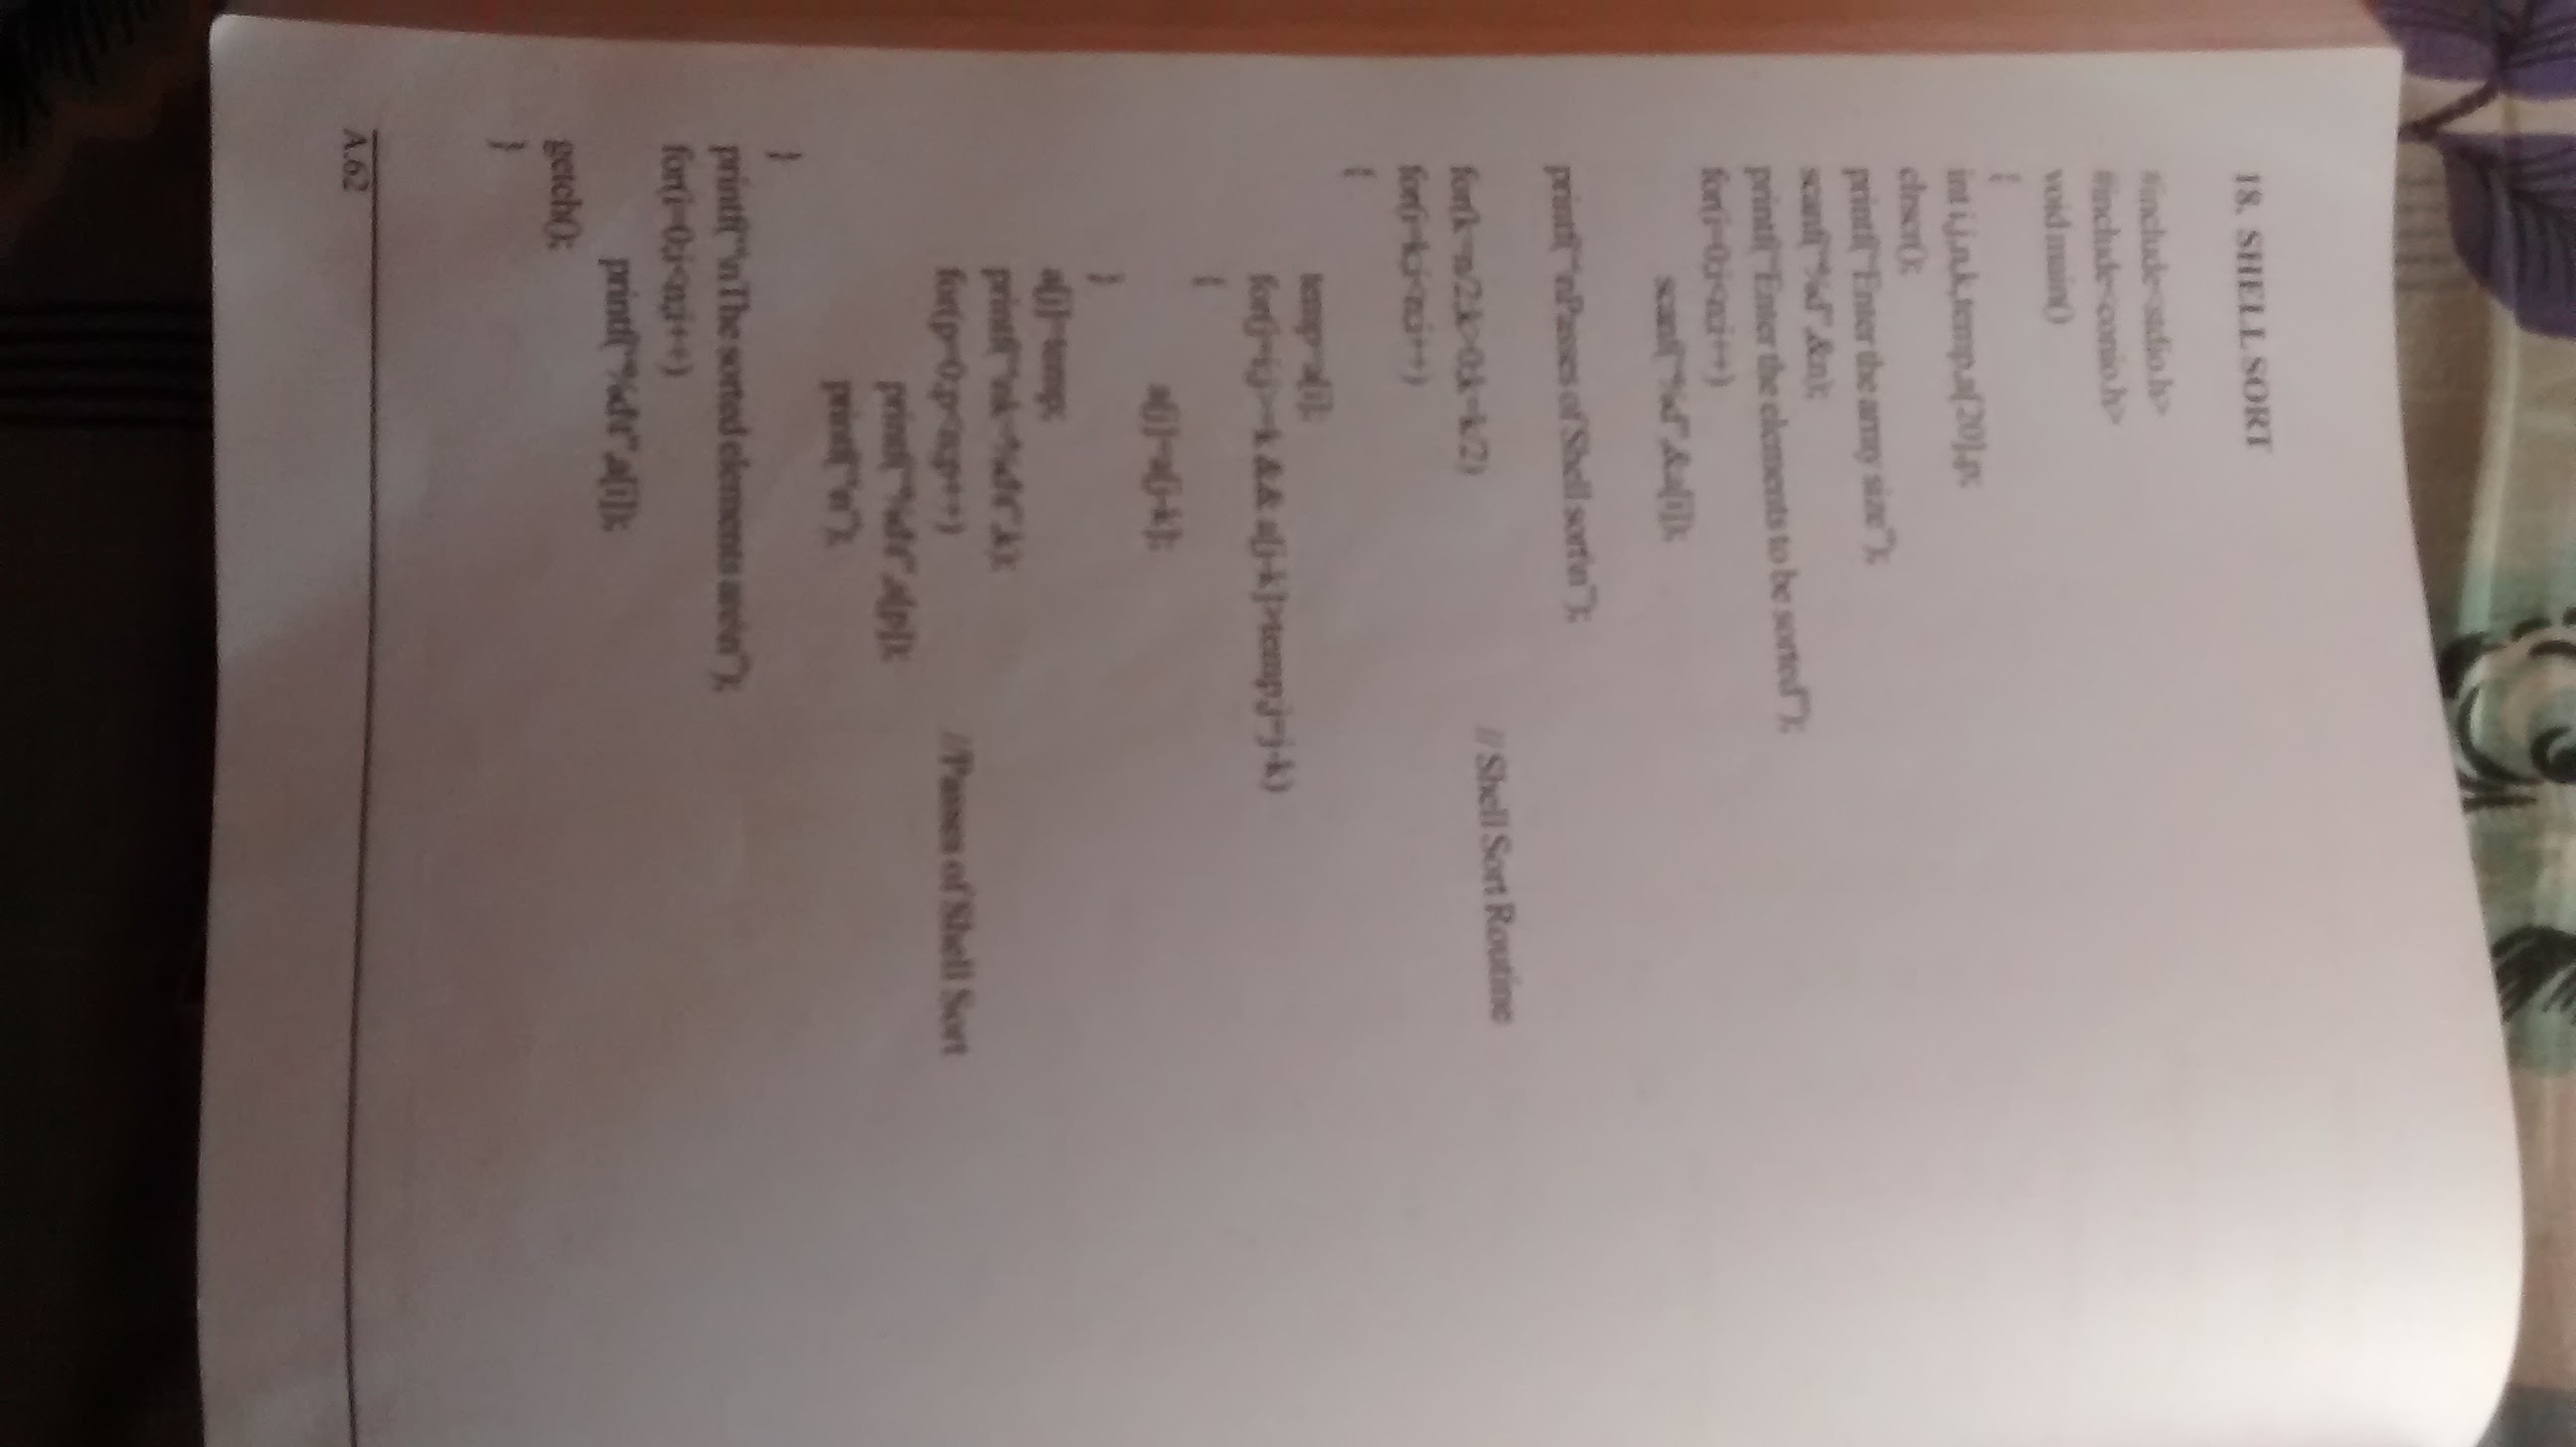 18. SHELL SORT
#include<stdio.h>
#include<conio.h>
void main()
{
int i,j,n,k,temp,a[20],p;
clrscr();
printf("Enter the array size");
scanf("%d",&n);
printf("Enter the elements to be sorted");
for(i=0;i<n;i++)
scanf("%d",&a[i]);
printf("\nPasses of Shell sort\n");
for(k=n/2;k>0;k=k/2) // Shell Sort Routine
for(i=k;i<n;i++)
{
temp=a[i];
for(j=i;j>=k && a[j-k]>temp;j=j-k)
{
a[j]=a[j-k];
}
a[j]=temp;
printf("\nk=%d\t",k);
for(p=0;p<n;p++) //Passes of Shell Sort
printf("%d\t",a[p]);
printf("\n");
}
printf("\nThe sorted elements are\n");
for(i=0;i<n;i++)
printf("%d\t",a[i]);
getch();
}
A.62